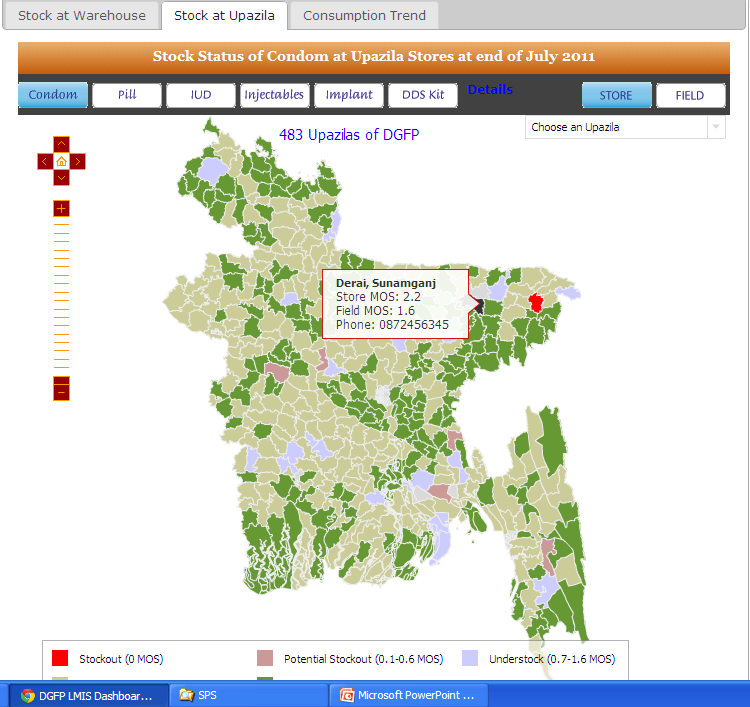 Stock at Warehouse
Stock at Upazila
Consumption Trend
Stock Status of Condom at Upazila Stores at end of July 2011
Condom
Pill
IUD
Injectables
Implant
DDS Kit
Details
STORE
FIELD
483 Upazilas of DGFP
Choose an Upazila
Derai, Sunamganj
Store MOS: 2.2
Field MOS: 1.6
Phone: 0872456345
Stockout (0 MOS)
Potential Stockout (0.1-0.6 MOS)
Understock (0.7-1.6 MOS)
DGFP LMIS Dashboar...
SPS
Microsoft PowerPoint ...